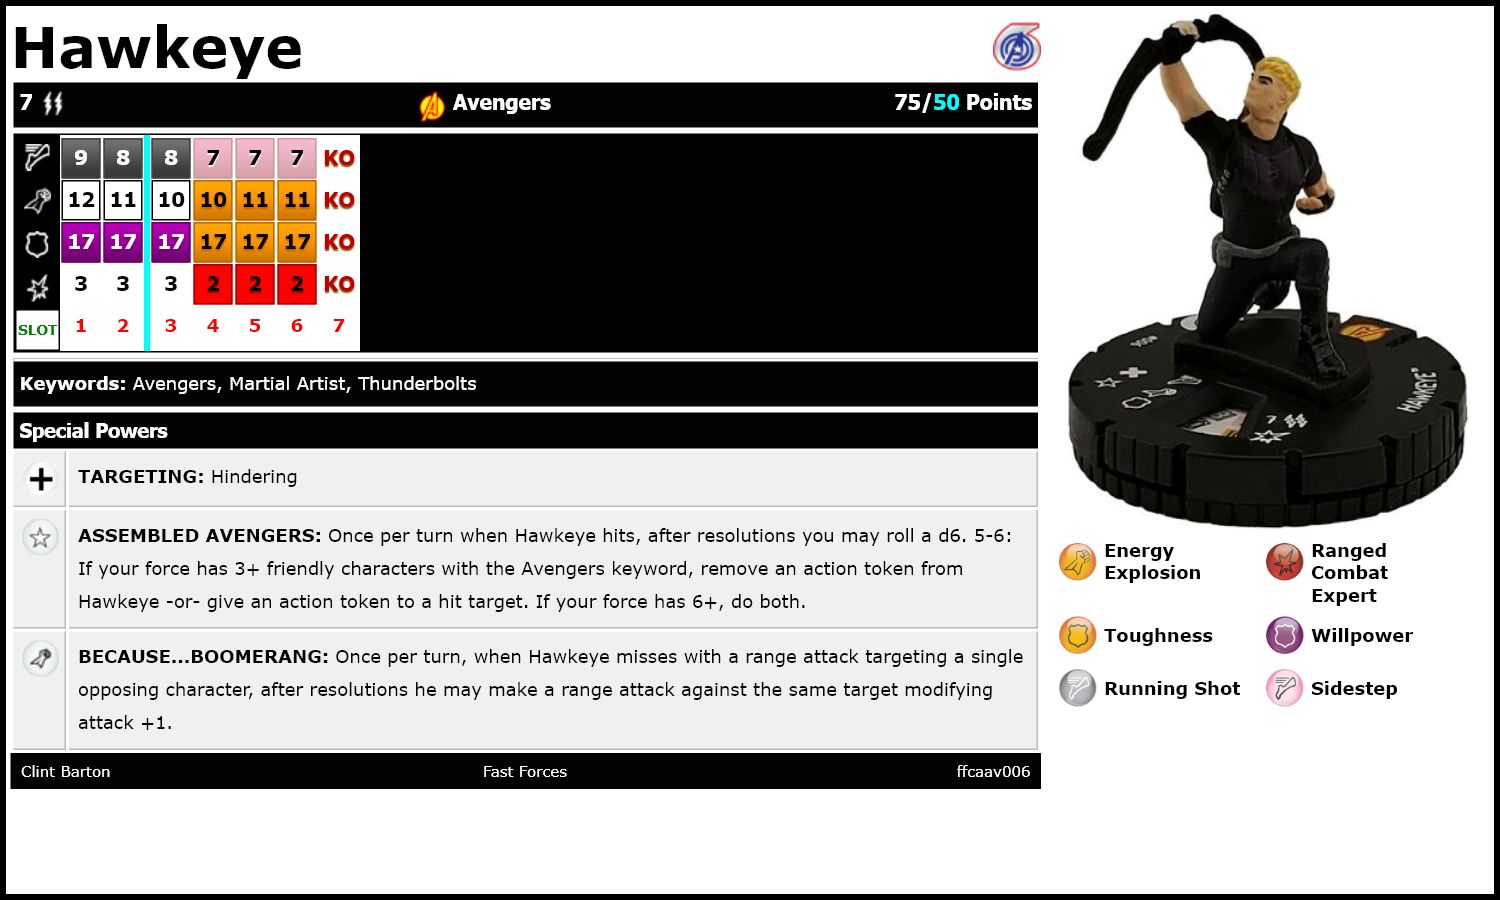 Hawkeye
7 Avengers 75/50 Points
9 8 8 7 7 7 KO
12 11 10 10 11 11 KO
17 17 17 17 17 17 KO
3 3 3 2 2 2 KO
SLOT 1 2 3 4 5 6 7
Keywords: Avengers, Martial Artist, Thunderbolts
Special Powers
TARGETING: Hindering
ASSEMBLED AVENGERS: Once per turn when Hawkeye hits, after resolutions you may roll a d6. 5-6:
If your force has 3+ friendly characters with the Avengers keyword, remove an action token from
Hawkeye -or- give an action token to a hit target. If your force has 6+, do both.
BECAUSE...BOOMERANG: Once per turn, when Hawkeye misses with a range attack targeting a single
opposing character, after resolutions he may make a range attack against the same target modifying
attack +1.
Clint Barton Fast Forces ffcaav006
006
HAWKEYE
7
Energy
Explosion
Ranged
Combat
Expert
Toughness
Willpower
Running Shot
Sidestep